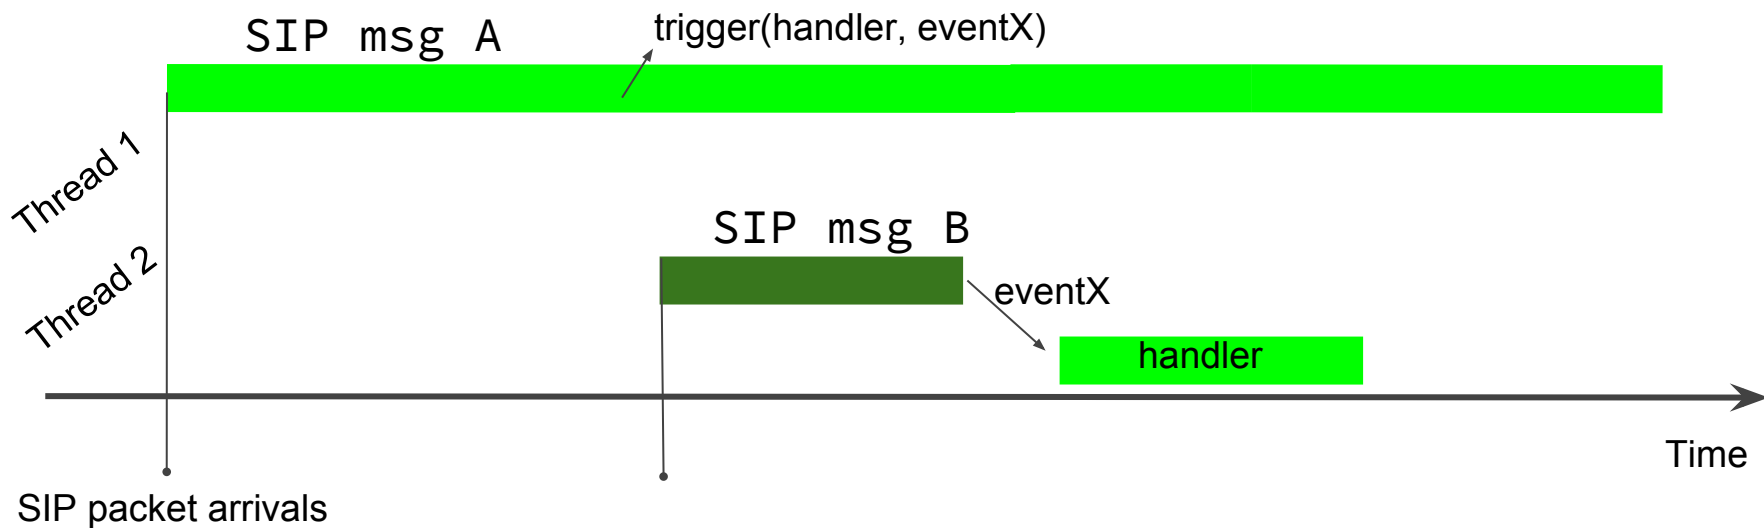 SIP msg A
trigger(handler, eventX)
Thread 1
SIP msg B
Thread 2
eventX
handler
Time
SIP packet arrivals